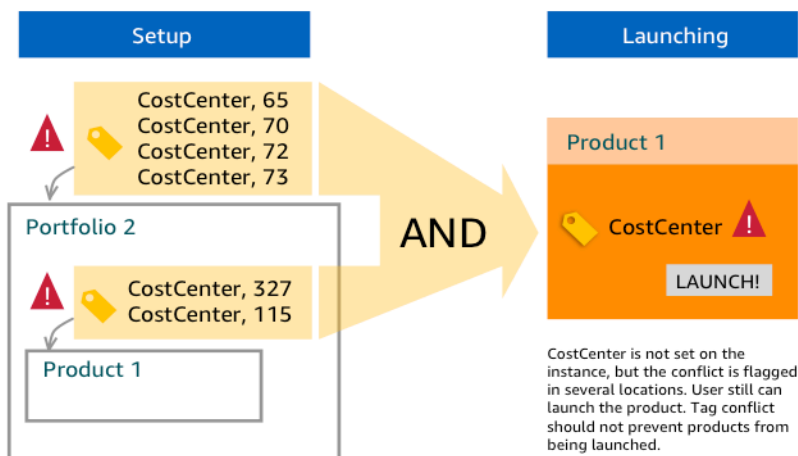 Setup
Launching
CostCenter, 65
CostCenter, 70
CostCenter, 72
CostCenter, 73
!
Portfolio 2
!
CostCenter, 327
CostCenter, 115
Product 1
AND
Product 1
CostCenter !
LAUNCH!
CostCenter is not set on the
instance, but the conflict is flagged
in several locations. User still can
launch the product. Tag conflict
should not prevent products from
being launched.